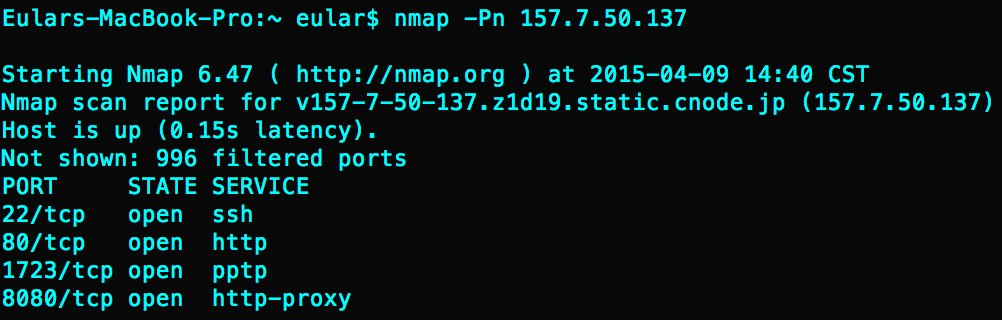 Eulars-MacBook-Pro:~ eular$ nmap -Pn 157.7.50.137
Starting Nmap 6.47 ( http://nmap.org ) at 2015-04-09 14:40 CST
Nmap scan report for v157-7-50-137.z1d19.static.cnode.jp (157.7.50.137)
Host is up (0.15s latency).
Not shown: 996 filtered ports
PORT     STATE SERVICE
22/tcp   open  ssh
80/tcp   open  http
1723/tcp open  pptp
8080/tcp open  http-proxy